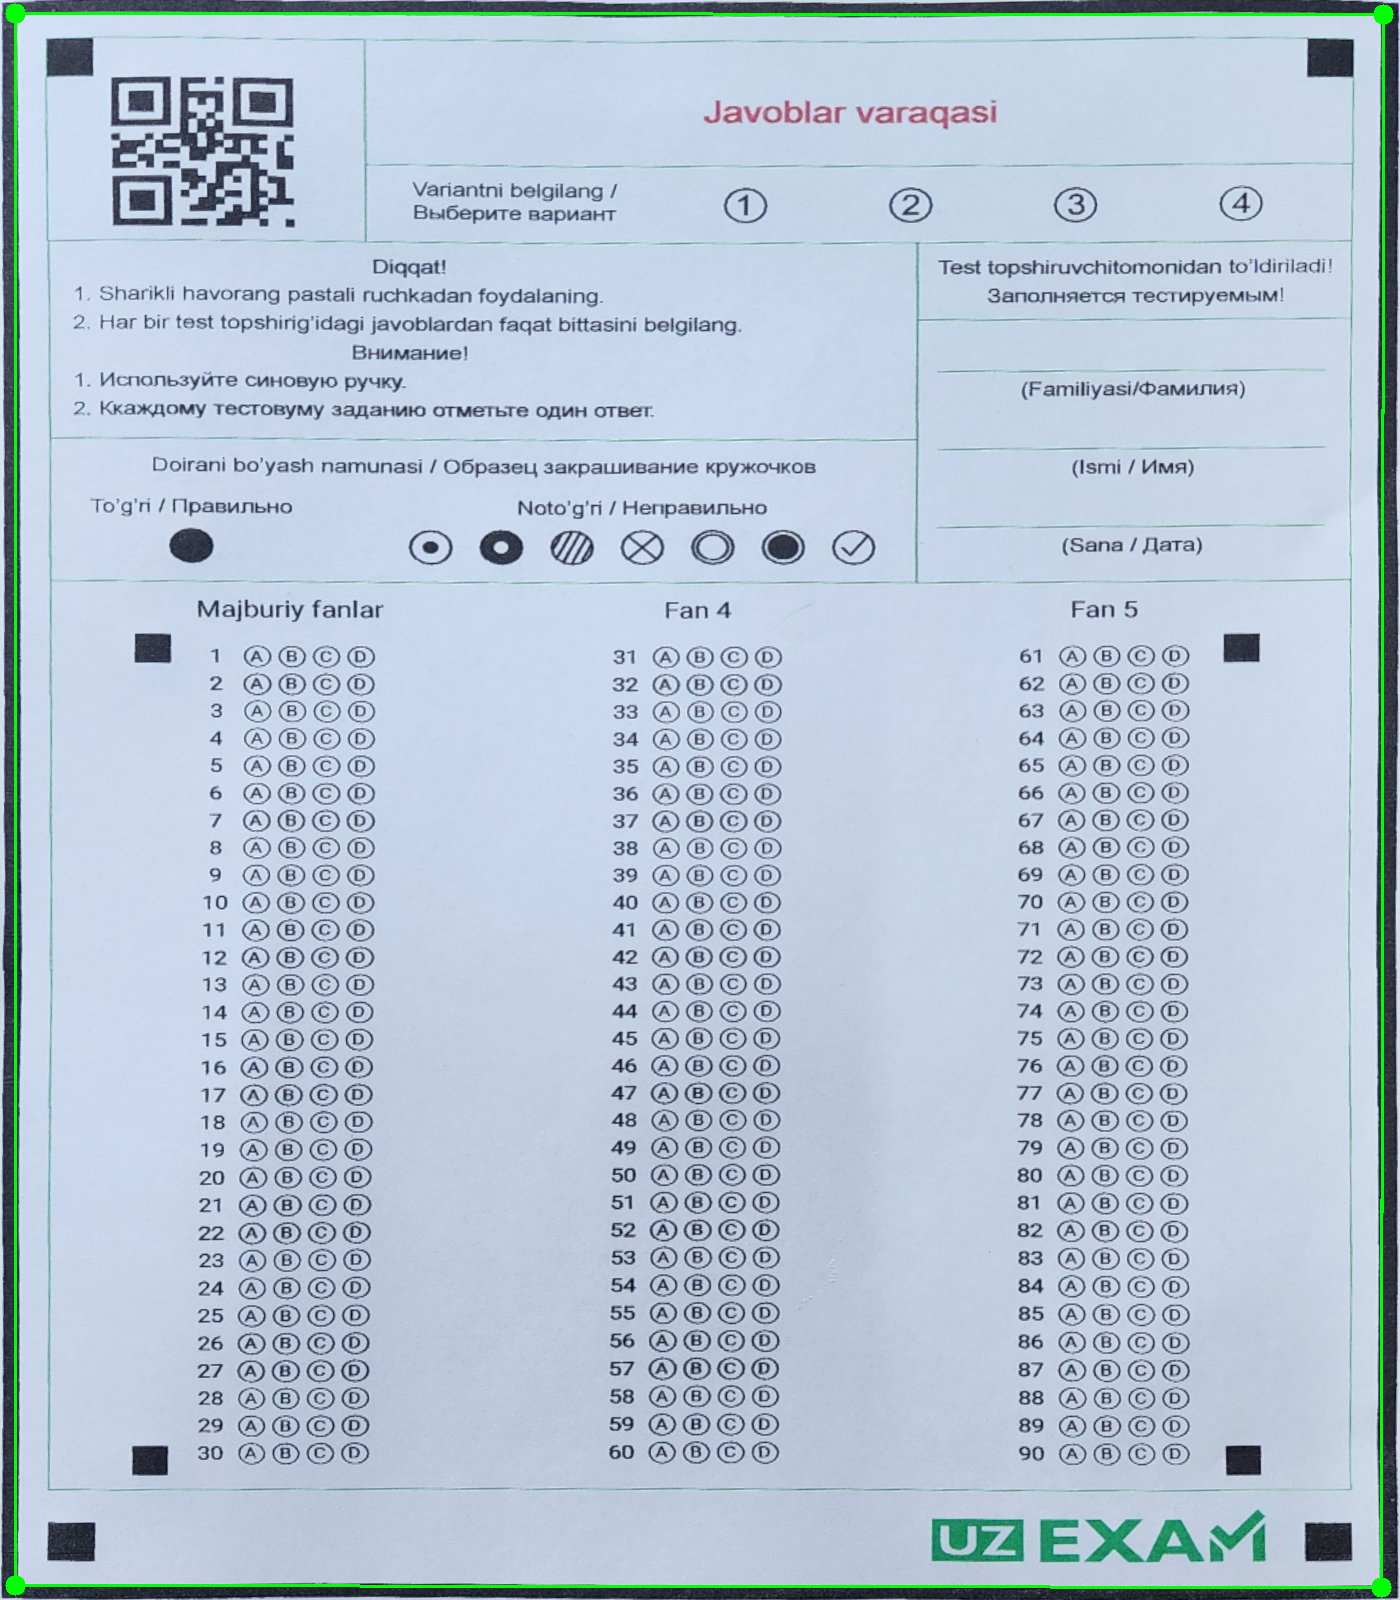 Javoblar varaqasi
Variantni belgilang /
Выберите вариант
1 2 3 4
Diqqat!
1. Sharikli havorang pastali ruchkadan foydalaning.
2. Har bir test topshirig'idagi javoblardan faqat bittasini belgilang.
Внимание!
1. Используйте синовую ручку.
2. Ккаждому тестовуму заданию отметьте один ответ.
Test topshiruvchitomonidan to'ldiriladi!
Заполняется тестируемым!
(Familiyasi/Фамилия)
(Ismi / Имя)
(Sana / Дата)
Doirani bo'yash namunasi / Образец закрашивание кружочков
To'g'ri / Правильно
Noto'g'ri / Неправильно
Majburiy fanlar
1 A B C D
2 A B C D
3 A B C D
4 A B C D
5 A B C D
6 A B C D
7 A B C D
8 A B C D
9 A B C D
10 A B C D
11 A B C D
12 A B C D
13 A B C D
14 A B C D
15 A B C D
16 A B C D
17 A B C D
18 A B C D
19 A B C D
20 A B C D
21 A B C D
22 A B C D
23 A B C D
24 A B C D
25 A B C D
26 A B C D
27 A B C D
28 A B C D
29 A B C D
30 A B C D
Fan 4
31 A B C D
32 A B C D
33 A B C D
34 A B C D
35 A B C D
36 A B C D
37 A B C D
38 A B C D
39 A B C D
40 A B C D
41 A B C D
42 A B C D
43 A B C D
44 A B C D
45 A B C D
46 A B C D
47 A B C D
48 A B C D
49 A B C D
50 A B C D
51 A B C D
52 A B C D
53 A B C D
54 A B C D
55 A B C D
56 A B C D
57 A B C D
58 A B C D
59 A B C D
60 A B C D
Fan 5
61 A B C D
62 A B C D
63 A B C D
64 A B C D
65 A B C D
66 A B C D
67 A B C D
68 A B C D
69 A B C D
70 A B C D
71 A B C D
72 A B C D
73 A B C D
74 A B C D
75 A B C D
76 A B C D
77 A B C D
78 A B C D
79 A B C D
80 A B C D
81 A B C D
82 A B C D
83 A B C D
84 A B C D
85 A B C D
86 A B C D
87 A B C D
88 A B C D
89 A B C D
90 A B C D
UZ EXAM